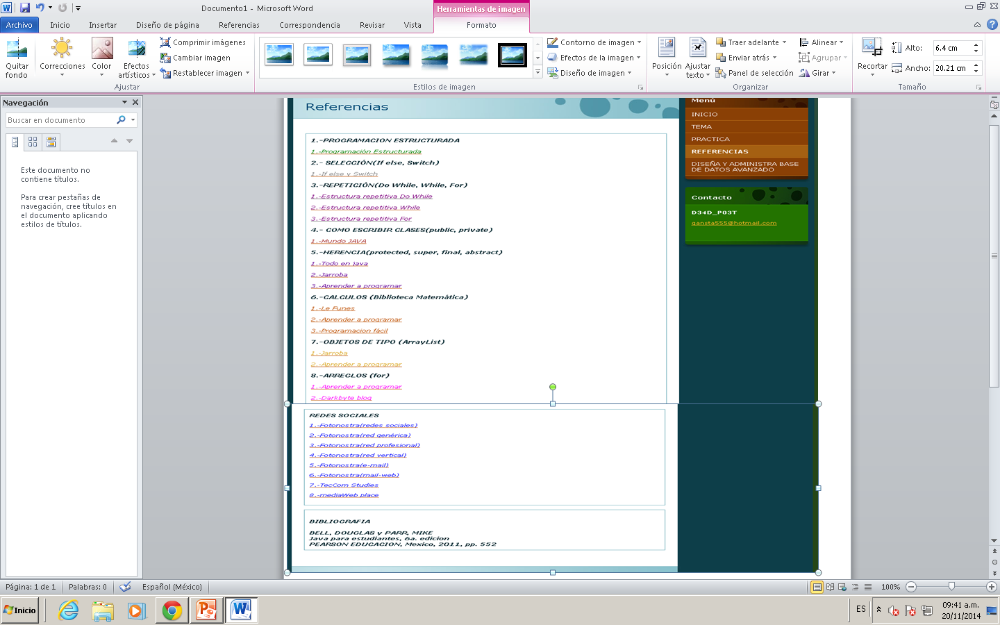 Documento1 - Microsoft Word
Herramientas de imagen
Archivo
Inicio
Insertar
Diseño de página
Referencias
Correspondencia
Revisar
Vista
Formato
Quitar fondo
Correcciones
Color
Efectos artísticos
Comprimir imágenes
Cambiar imagen
Restablecer imagen
Ajustar
Estilos de imagen
Contorno de imagen
Efectos de la imagen
Diseño de imagen
Posición
Ajustar texto
Traer adelante
Enviar atrás
Panel de selección
Alinear
Agrupar
Girar
Organizar
Recortar
Alto: 6.4 cm
Ancho: 20.21 cm
Tamaño
Navegación
Buscar en documento
Este documento no
contiene títulos.
Para crear pestañas de
navegación, cree títulos en
el documento aplicando
estilos de títulos.
Referencias
1.-PROGRAMACION ESTRUCTURADA
1.-Programación Estructurada
2.- SELECCIÓN(If else, Switch)
1.-If else y Switch
3.-REPETICIÓN(Do While, While, For)
1.-Estructura repetitiva Do While
2.-Estructura repetitiva While
3.-Estructura repetitiva For
4.- COMO ESCRIBIR CLASES(public, private)
1.-Mundo JAVA
5.-HERENCIA(protected, super, final, abstract)
1.-Todo en java
2.-Jarroba
3.-Aprender a programar
6.-CALCULOS (Biblioteca Matemática)
1.-Le Funes
2.-Aprender a programar
3.-Programacion fácil
7.-OBJETOS DE TIPO (ArrayList)
1.-Jarroba
2.-Aprender a programar
8.-ARREGLOS (for)
1.-Aprender a programar
2.-Darkbyte blog
REDES SOCIALES
1.-Fotonostra(redes sociales)
2.-Fotonostra(red genérica)
3.-Fotonostra(red profesional)
4.-Fotonostra(red vertical)
5.-Fotonostra(e-mail)
6.-Fotonostra(mail-web)
7.-TecCom Studies
8.-mediaWeb place
BIBLIOGRAFIA
BELL, DOUGLAS y PARR, MIKE
Java para estudiantes, 6a. edicion
PEARSON EDUCACION, Mexico, 2011, pp. 552
Menú
INICIO
TEMA
PRACTICA
REFERENCIAS
DISEÑA Y ADMINISTRA BASE
DE DATOS AVANZADO
Contacto
D34D_P03T
gansta555@hotmail.com
Página: 1 de 1
Palabras: 0
Español (México)
100%
Inicio
ES
09:41 a.m.
20/11/2014